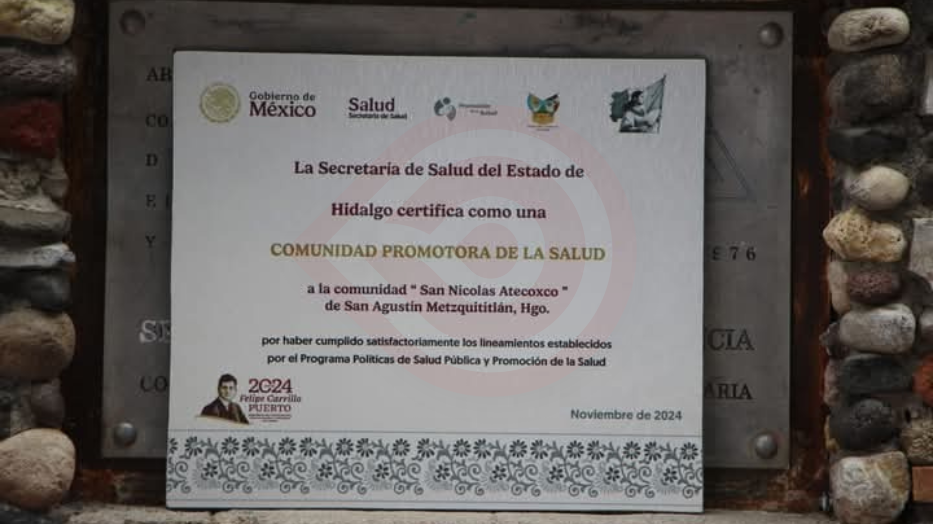 Gobierno de
México
Salud
Secretaría de Salud
La Secretaría de Salud del Estado de
Hidalgo certifica como una
COMUNIDAD PROMOTORA DE LA SALUD
a la comunidad " San Nicolas Atecoxco "
de San Agustín Metzquititlán, Hgo.
por haber cumplido satisfactoriamente los lineamientos establecidos
por el Programa Políticas de Salud Pública y Promoción de la Salud
2024
Felipe Carrillo
PUERTO
Noviembre de 2024